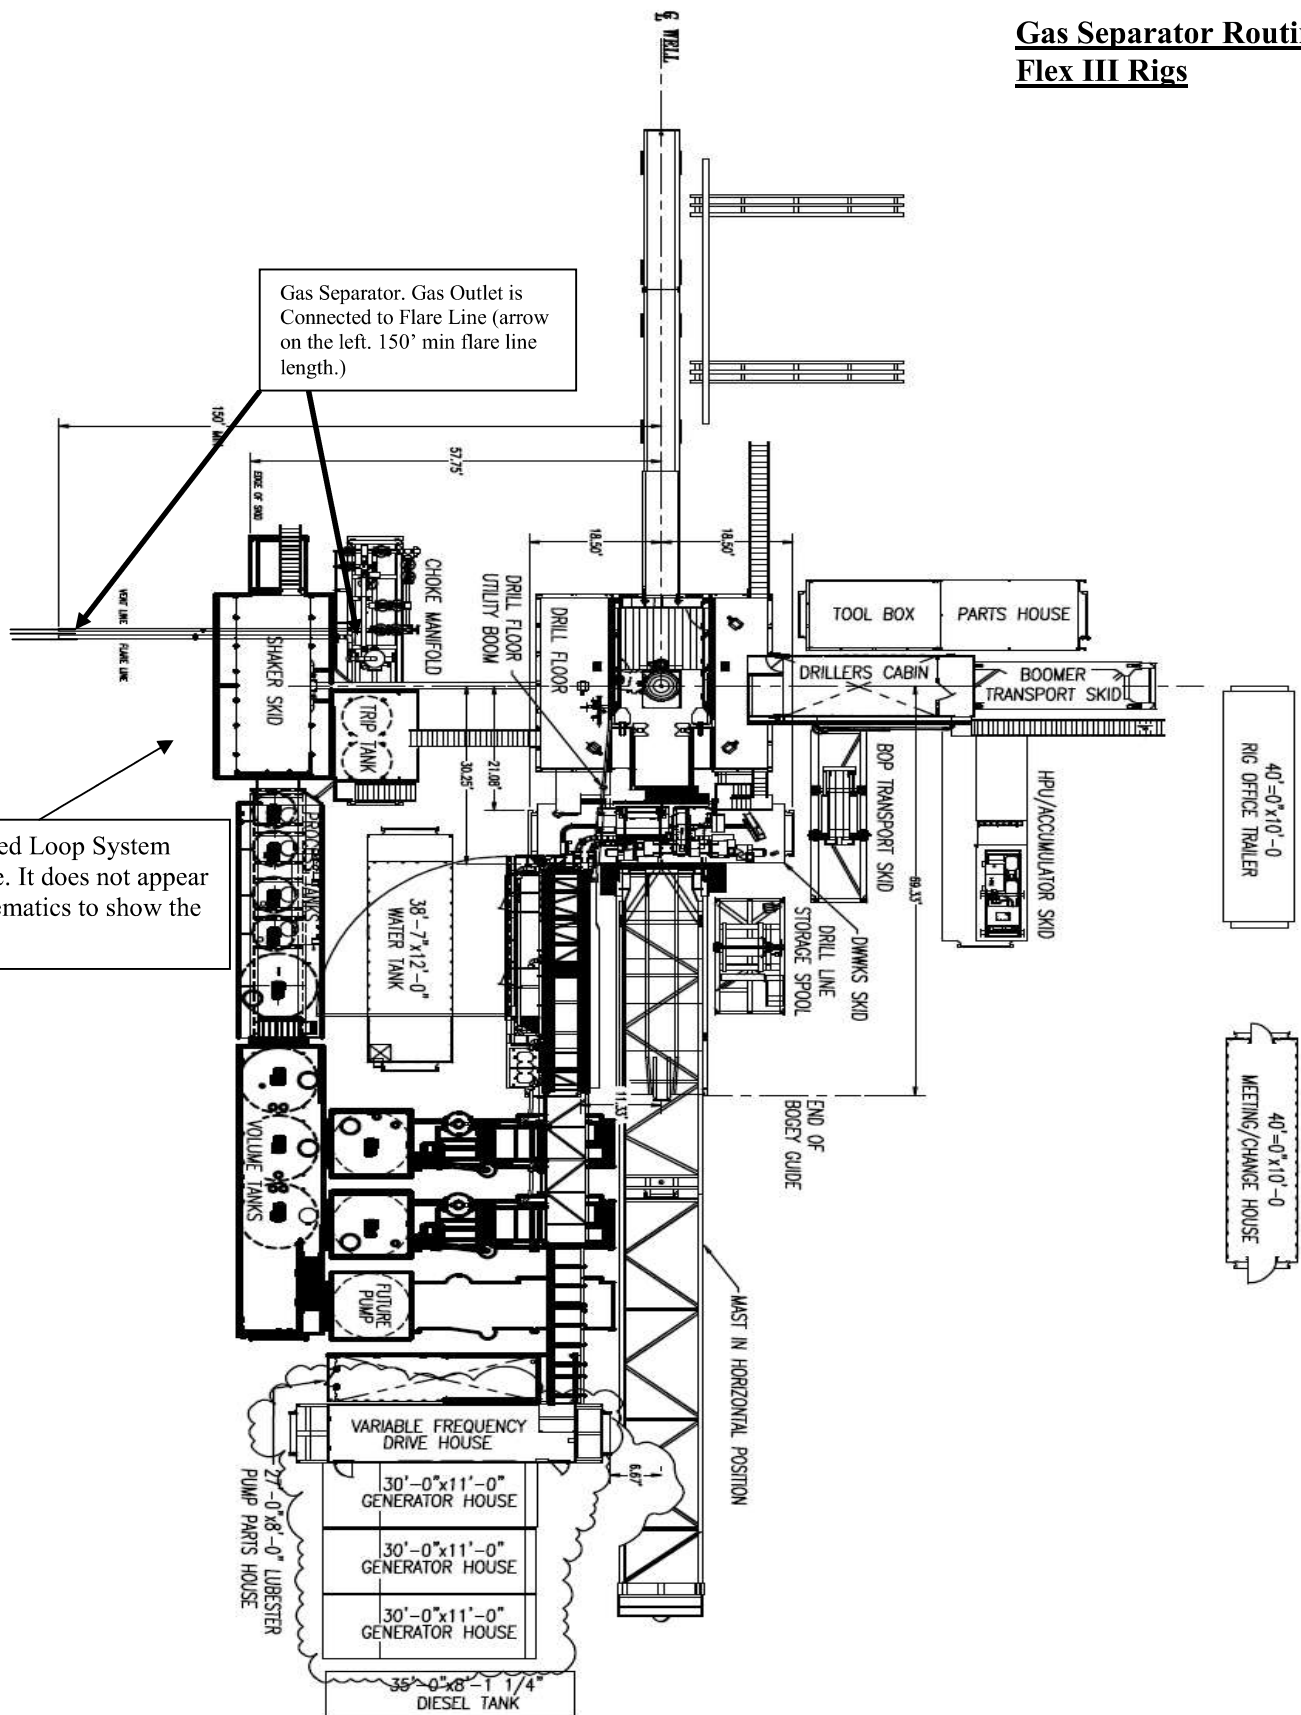 ℄ WELL
Gas Separator Routin
Flex III Rigs
Gas Separator. Gas Outlet is
Connected to Flare Line (arrow
on the left. 150’ min flare line
length.)
150'
57.75'
EDGE OF SKID
18.50'
18.50'
CHOKE MANIFOLD
DRILL FLOOR
UTILITY BOOM
DRILL FLOOR
VENT LINE
FLARE LINE
SHAKER SKID
TRIP TANK
30.25'
21.08'
TOOL BOX
PARTS HOUSE
DRILLERS CABIN
BOOMER
TRANSPORT SKID
BOP TRANSPORT SKID
HPU/ACCUMULATOR SKID
40'=0"x10'-0
RIG OFFICE TRAILER
69.33'
ed Loop System
e. It does not appear
ematics to show the
PROCESS TANKS
38'-7"x12'-0"
WATER TANK
DWWKS SKID
DRILL LINE
STORAGE SPOOL
11.33'
END OF
BOGEY GUIDE
40'=0"x10'-0
MEETING/CHANGE HOUSE
VOLUME TANKS
FUTURE
PUMP
MAST IN HORIZONTAL POSITION
VARIABLE FREQUENCY
DRIVE HOUSE
6.67'
27'-0"x8'-0" LUBESTER
PUMP PARTS HOUSE
30'-0"x11'-0"
GENERATOR HOUSE
30'-0"x11'-0"
GENERATOR HOUSE
30'-0"x11'-0"
GENERATOR HOUSE
35'-0"x8'-1 1/4"
DIESEL TANK